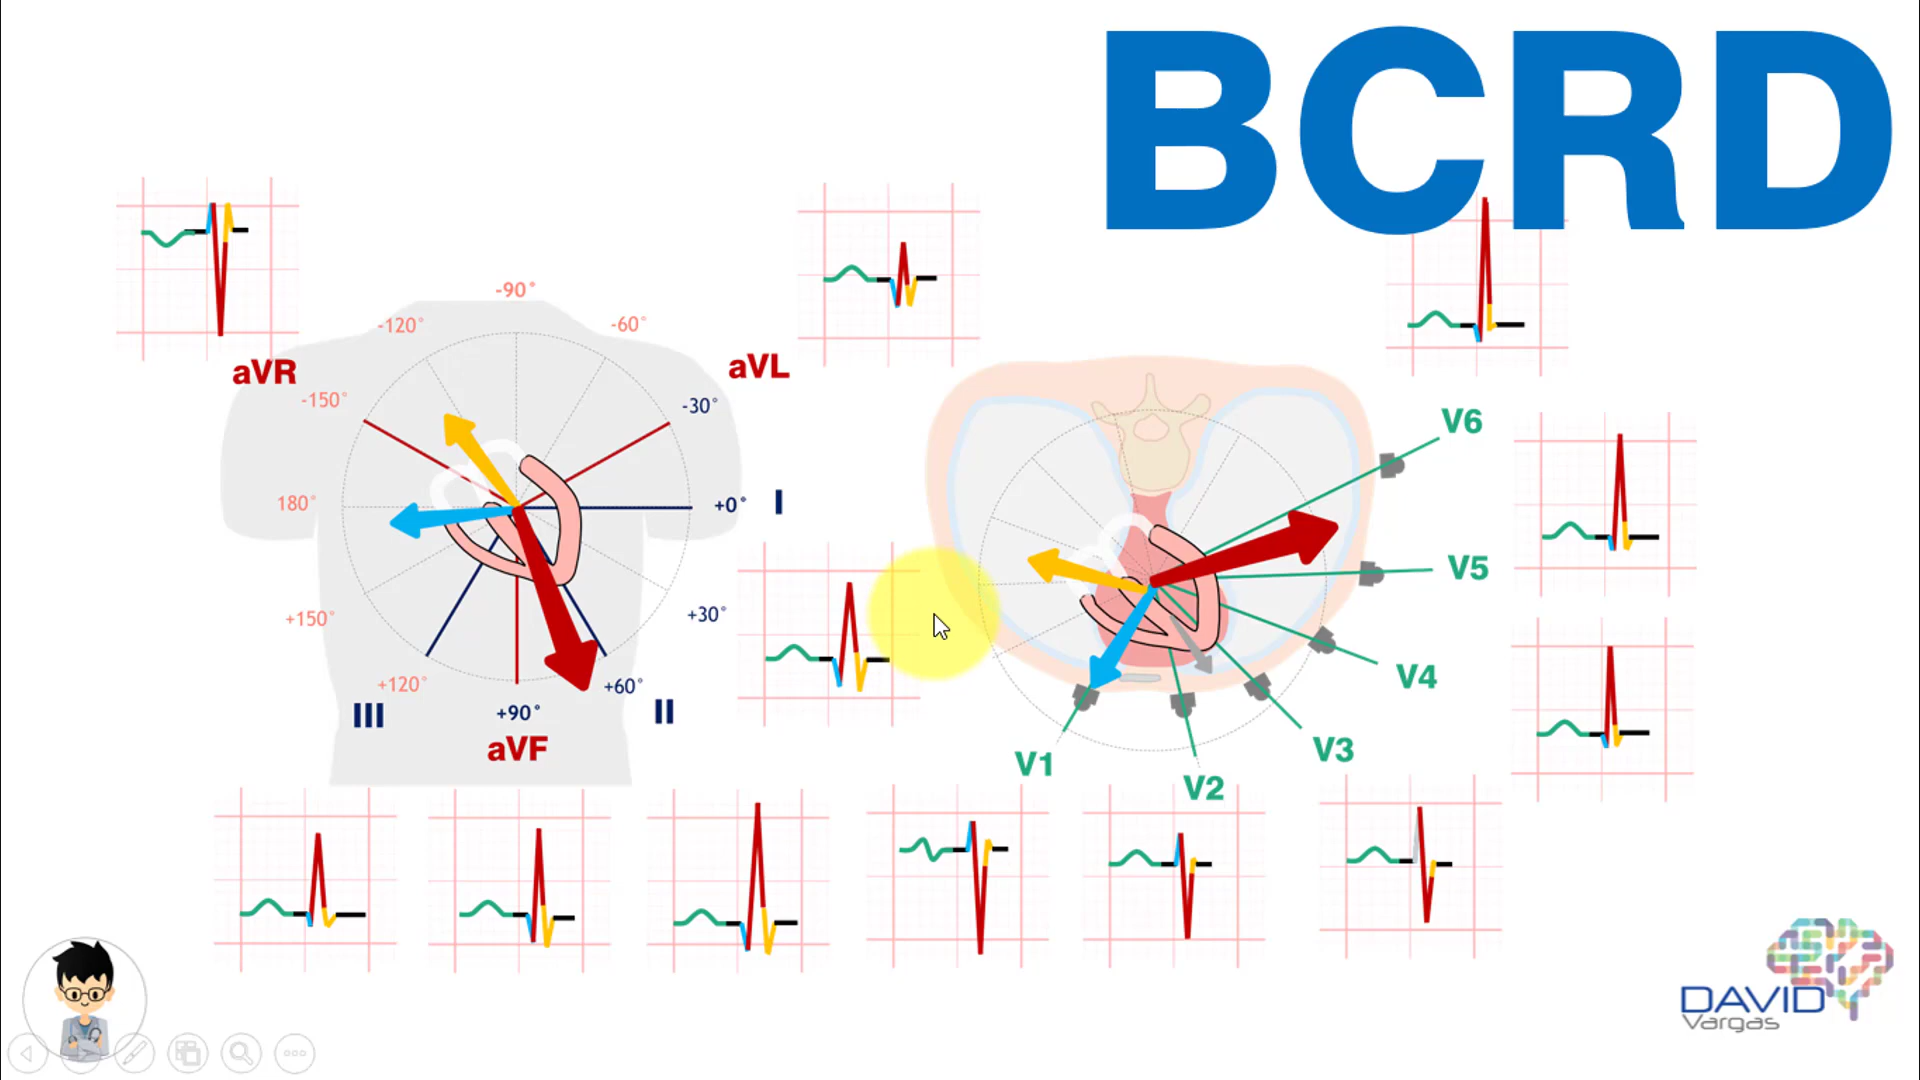 BCRD
-90°
-120°
-60°
aVR
aVL
-150°
-30°
V6
180°
+0°
I
V5
+150°
+30°
V4
+120°
+60°
III
+90°
II
aVF
V3
V1
V2
DAVID
Vargas